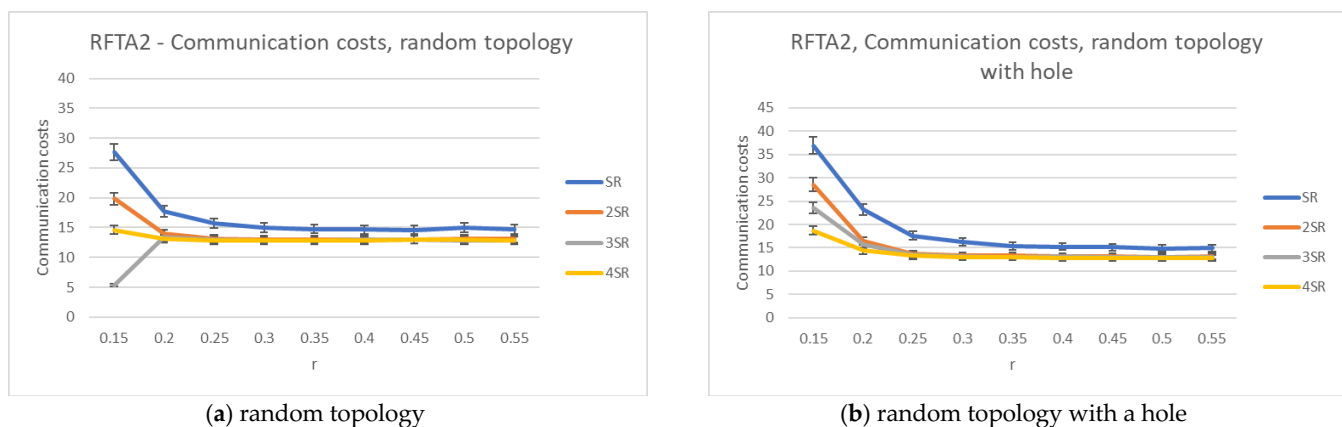 RFTA2 - Communication costs, random topology
40
35
30
25
20
15
10
5
0
Communication costs
0.15 0.2 0.25 0.3 0.35 0.4 0.45 0.5 0.55
r
SR
2SR
3SR
4SR
(a) random topology
RFTA2, Communication costs, random topology
with hole
45
40
35
30
25
20
15
10
5
0
Communication costs
0.15 0.2 0.25 0.3 0.35 0.4 0.45 0.5 0.55
r
SR
2SR
3SR
4SR
(b) random topology with a hole